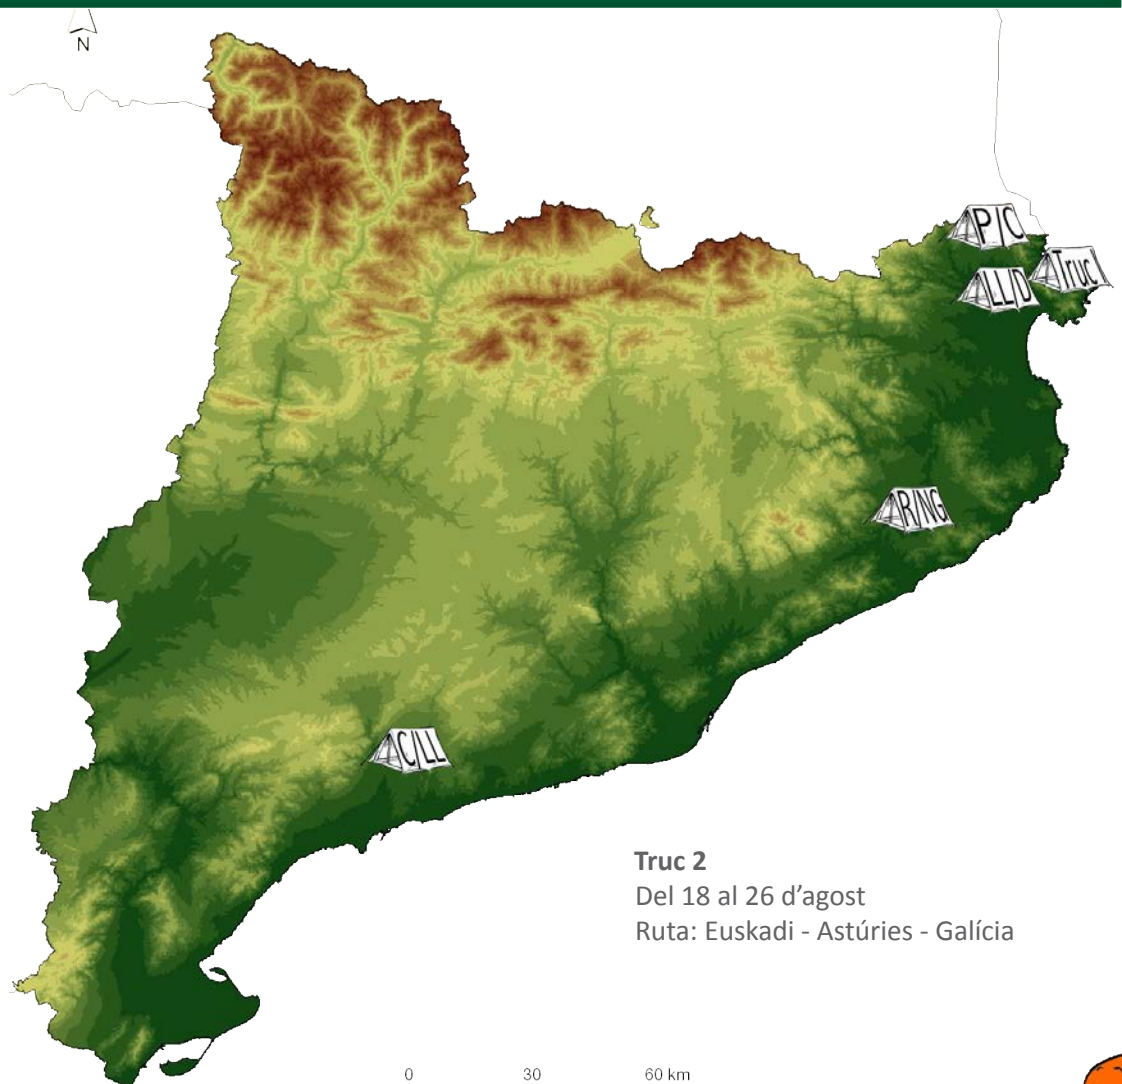 N
P/C
LL/D
Truc 1
R/NG
C/LL
Truc 2
Del 18 al 26 d’agost
Ruta: Euskadi - Astúries - Galícia
0 30 60 km